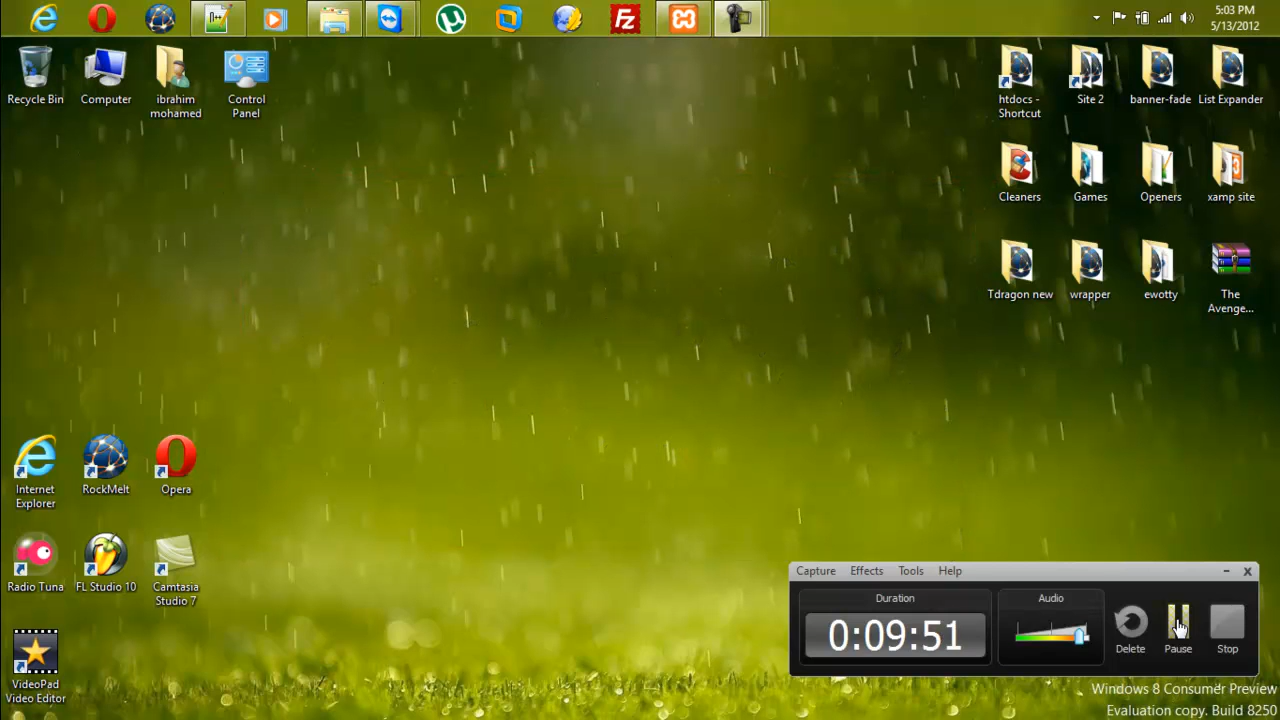 n++
Fz
5:03 PM
5/13/2012
Recycle Bin
Computer
ibrahim
mohamed
Control
Panel
htdocs -
Shortcut
Site 2
banner-fade
List Expander
Cleaners
Games
Openers
xamp site
Tdragon new
wrapper
ewotty
The
Avenge...
Internet
Explorer
RockMelt
Opera
Radio Tuna
FL Studio 10
Camtasia
Studio 7
VideoPad
Video Editor
Capture Effects Tools Help
Duration
0:09:51
Audio
Delete
Pause
Stop
Windows 8 Consumer Preview
Evaluation copy. Build 8250